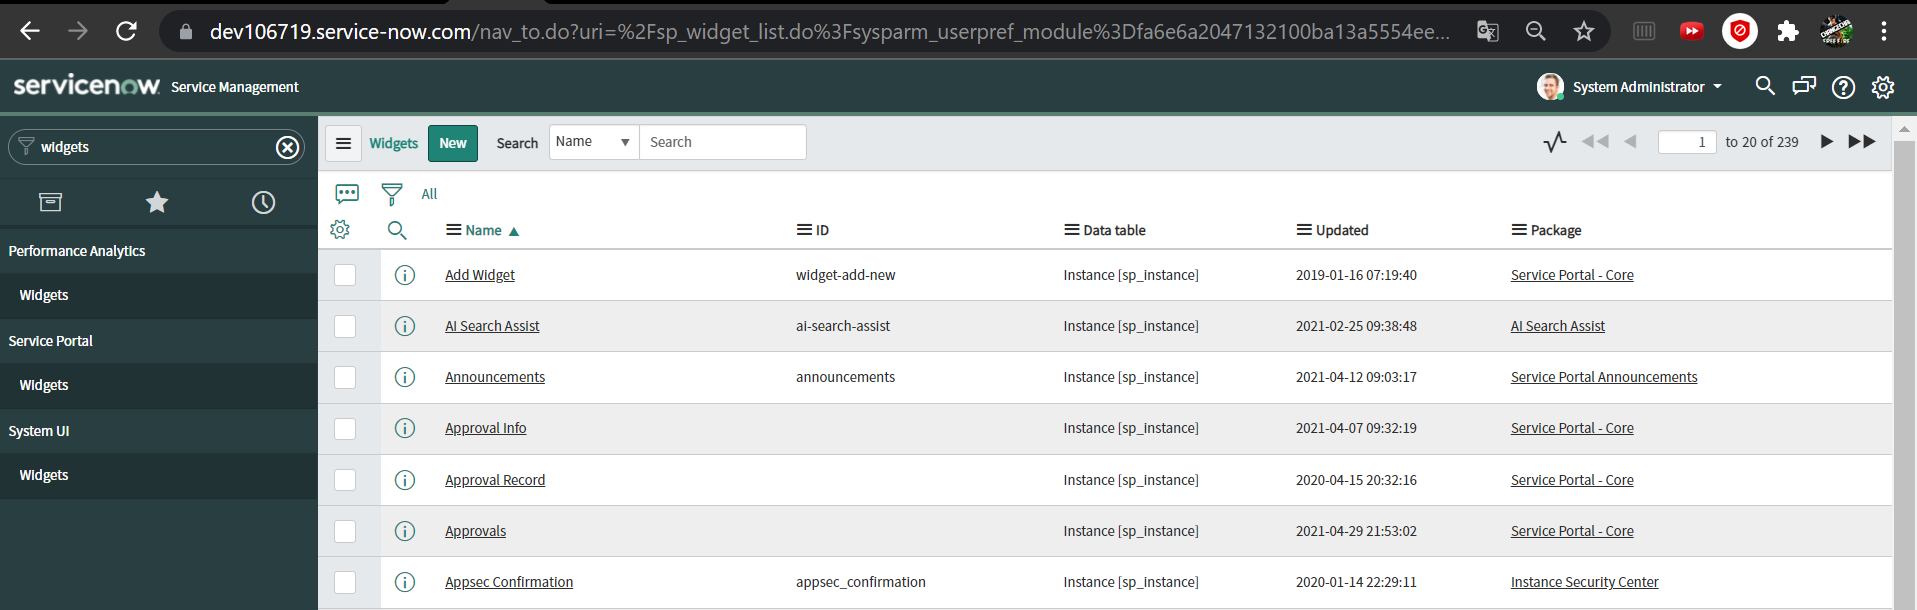 dev106719.service-now.com/nav_to.do?uri=%2Fsp_widget_list.do%3Fsysparm_userpref_module%3Dfa6e6a2047132100ba13a5554ee...
servicenow Service Management
System Administrator
widgets
Widgets New Search Name Search
1 to 20 of 239
All
Name ID Data table Updated Package
Performance Analytics
Widgets
Service Portal
Widgets
System UI
Widgets
Add Widget widget-add-new Instance [sp_instance] 2019-01-16 07:19:40 Service Portal - Core
AI Search Assist ai-search-assist Instance [sp_instance] 2021-02-25 09:38:48 AI Search Assist
Announcements announcements Instance [sp_instance] 2021-04-12 09:03:17 Service Portal Announcements
Approval Info Instance [sp_instance] 2021-04-07 09:32:19 Service Portal - Core
Approval Record Instance [sp_instance] 2020-04-15 20:32:16 Service Portal - Core
Approvals Instance [sp_instance] 2021-04-29 21:53:02 Service Portal - Core
Appsec Confirmation appsec_confirmation Instance [sp_instance] 2020-01-14 22:29:11 Instance Security Center